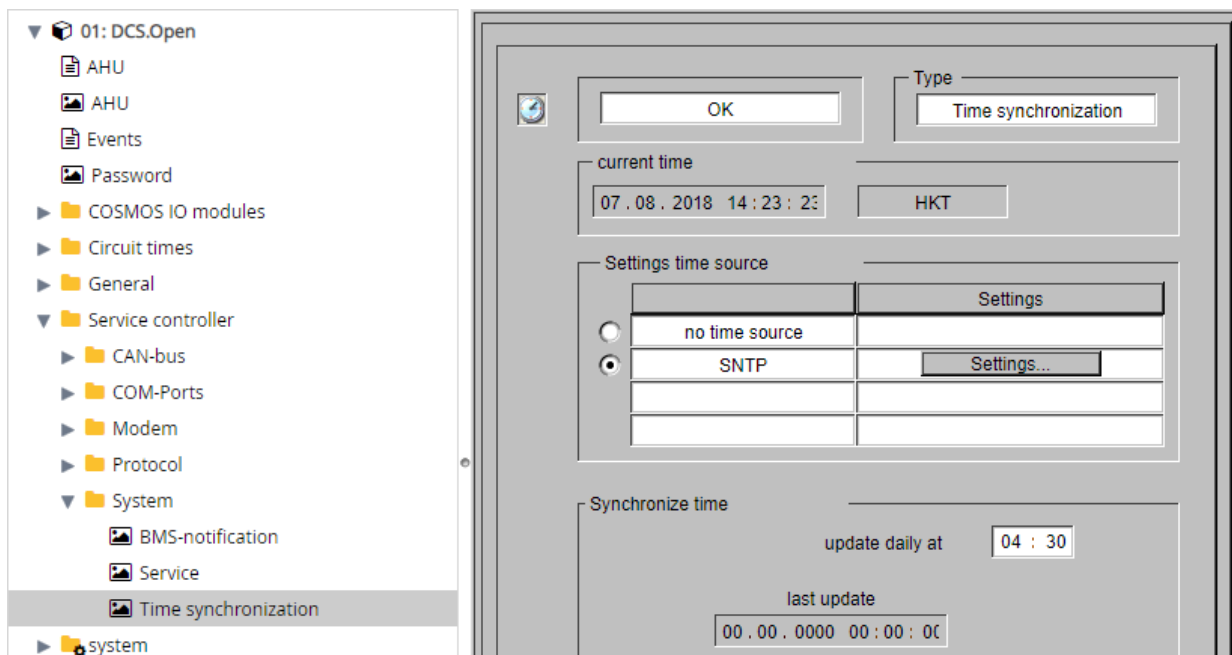 01: DCS.Open
AHU
AHU
Events
Password
COSMOS IO modules
Circuit times
General
Service controller
CAN-bus
COM-Ports
Modem
Protocol
System
BMS-notification
Service
Time synchronization
system
OK
Type
Time synchronization
current time
07 . 08 . 2018 14 : 23 : 23
HKT
Settings time source
Settings
no time source
SNTP
Settings...
Synchronize time
update daily at
04 : 30
last update
00 . 00 . 0000 00 : 00 : 00